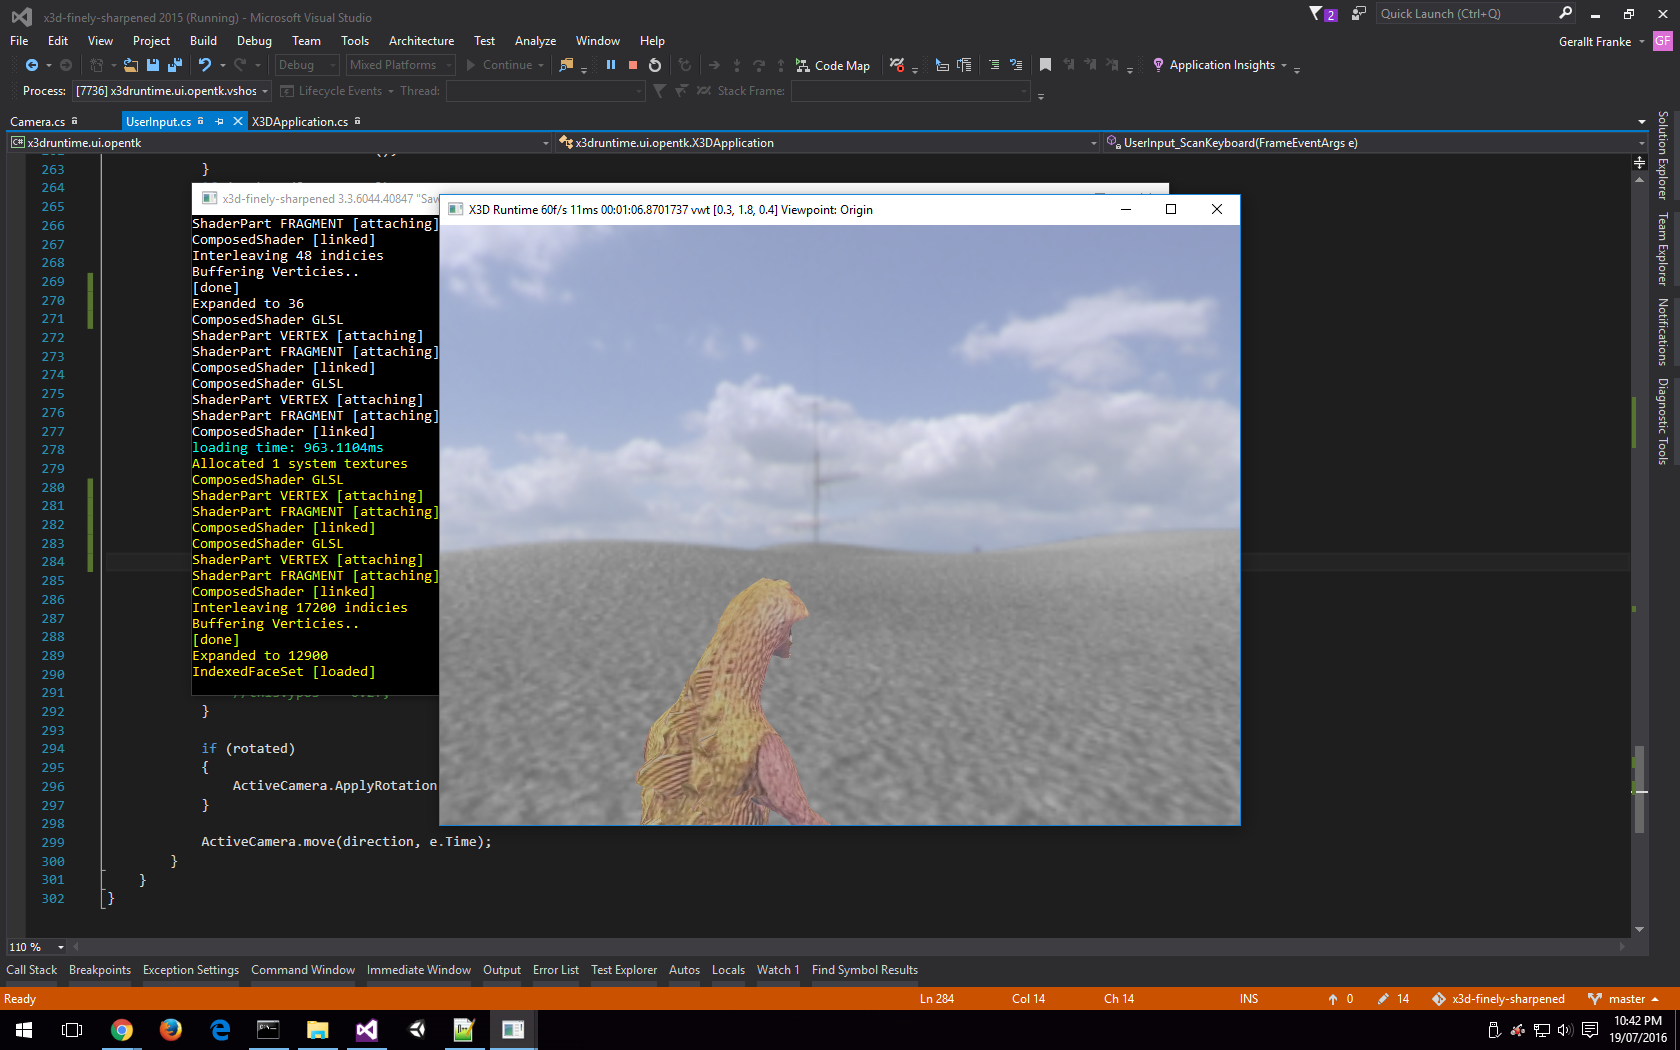 x3d-finely-sharpened 2015 (Running) - Microsoft Visual Studio
2
Quick Launch (Ctrl+Q)
File Edit View Project Build Debug Team Tools Architecture Test Analyze Window Help
Gerallt Franke GF
Debug Mixed Platforms Continue Code Map Application Insights
Process: [7736] x3druntime.ui.opentk.vshos Lifecycle Events Thread: Stack Frame:
Camera.cs UserInput.cs X3DApplication.cs
C# x3druntime.ui.opentk x3druntime.ui.opentk.X3DApplication UserInput_ScanKeyboard(FrameEventArgs e)
Solution Explorer
Team Explorer
Notifications
Diagnostic Tools
263 }
264
265
266
267
268
269
270
271
272
273
274
275
276
277
278
279
280
281
282
283
284
285
286
287
288
289
290
291
292 }
293
294 if (rotated)
295 {
296 ActiveCamera.ApplyRotation
297 }
298
299 ActiveCamera.move(direction, e.Time);
300 }
301 }
302 }
x3d-finely-sharpened 3.3.6044.40847 "Sav
ShaderPart FRAGMENT [attaching]
ComposedShader [linked]
Interleaving 48 indicies
Buffering Verticies..
[done]
Expanded to 36
ComposedShader GLSL
ShaderPart VERTEX [attaching]
ShaderPart FRAGMENT [attaching]
ComposedShader [linked]
ComposedShader GLSL
ShaderPart VERTEX [attaching]
ShaderPart FRAGMENT [attaching]
ComposedShader [linked]
loading time: 963.1104ms
Allocated 1 system textures
ComposedShader GLSL
ShaderPart VERTEX [attaching]
ShaderPart FRAGMENT [attaching]
ComposedShader [linked]
ComposedShader GLSL
ShaderPart VERTEX [attaching]
ShaderPart FRAGMENT [attaching]
ComposedShader [linked]
Interleaving 17200 indicies
Buffering Verticies..
[done]
Expanded to 12900
IndexedFaceSet [loaded]
X3D Runtime 60f/s 11ms 00:01:06.8701737 vwt [0.3, 1.8, 0.4] Viewpoint: Origin
110 %
Call Stack Breakpoints Exception Settings Command Window Immediate Window Output Error List Test Explorer Autos Locals Watch 1 Find Symbol Results
Ready Ln 284 Col 14 Ch 14 INS 0 14 x3d-finely-sharpened master
10:42 PM
19/07/2016